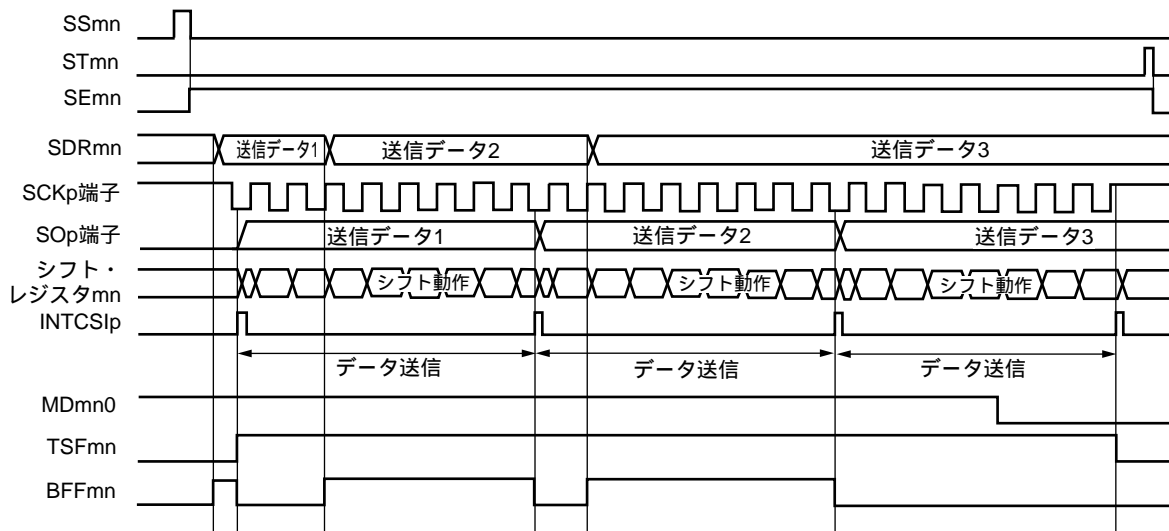 SSmn
STmn
SEmn
SDRmn 送信データ1 送信データ2 送信データ3
SCKp端子
SOp端子 送信データ1 送信データ2 送信データ3
シフト・
レジスタmn シフト動作 シフト動作 シフト動作
INTCSIp
データ送信 データ送信 データ送信
MDmn0
TSFmn
BFFmn